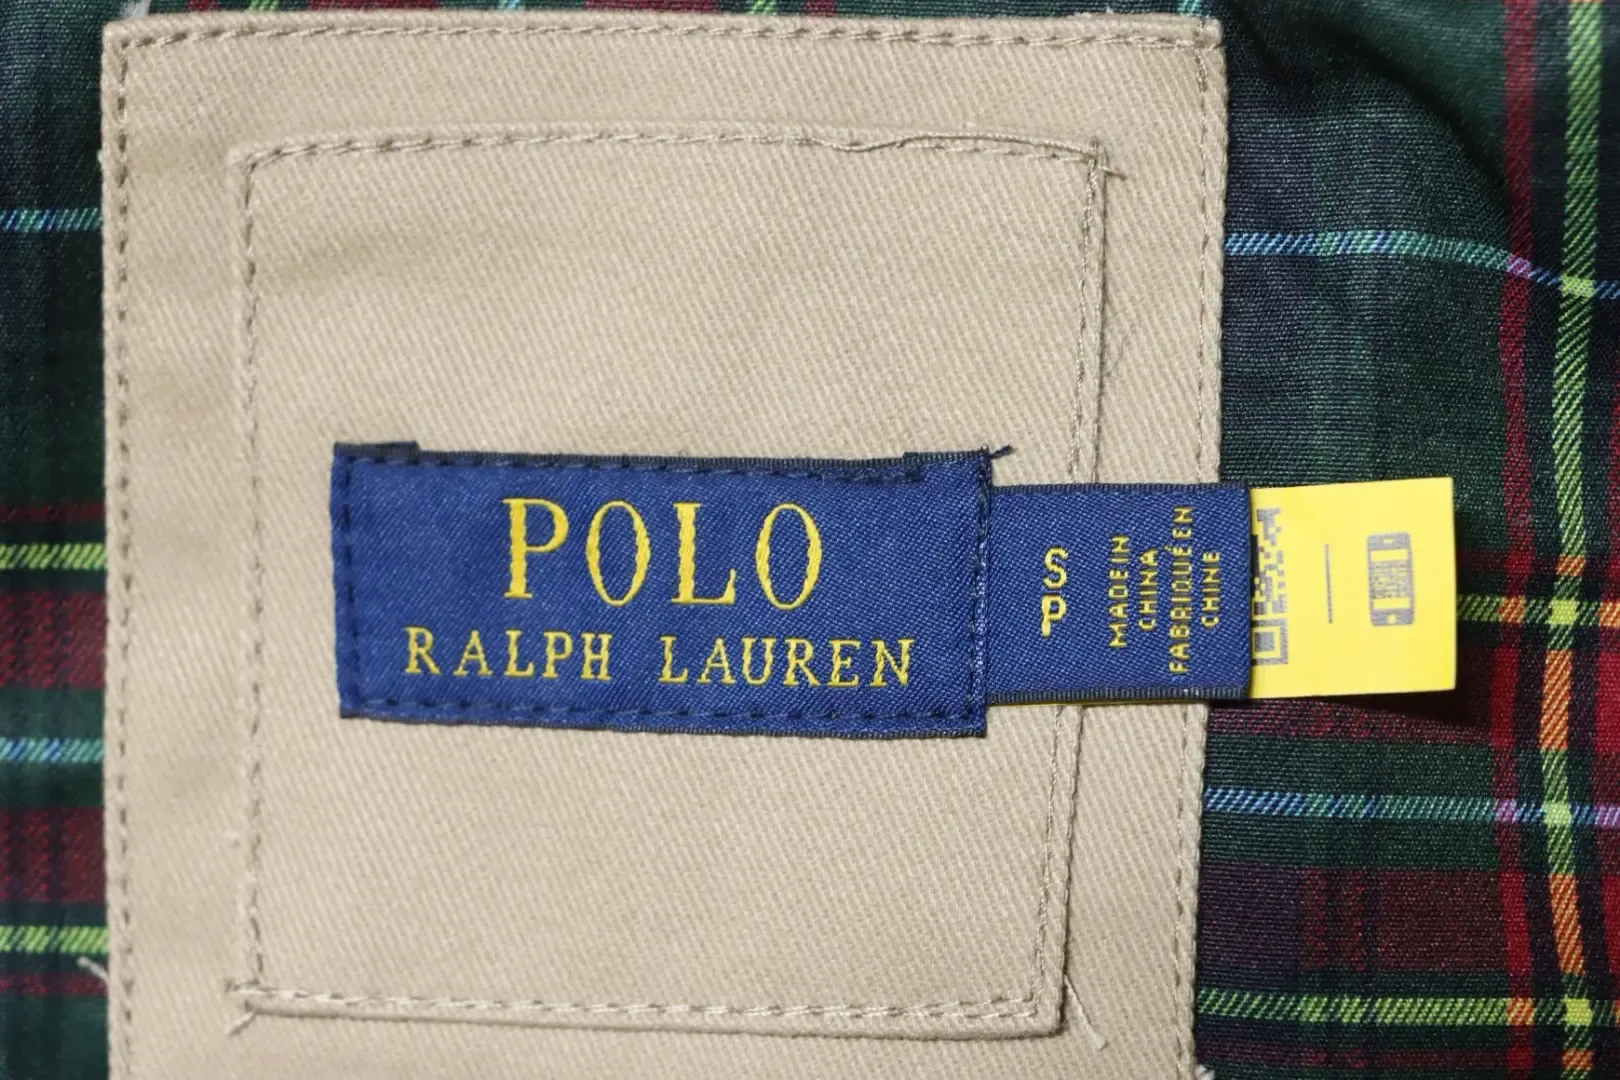 POLO
RALPH LAUREN
S
P
MADE IN
CHINA
FABRIQUÉ EN
CHINE